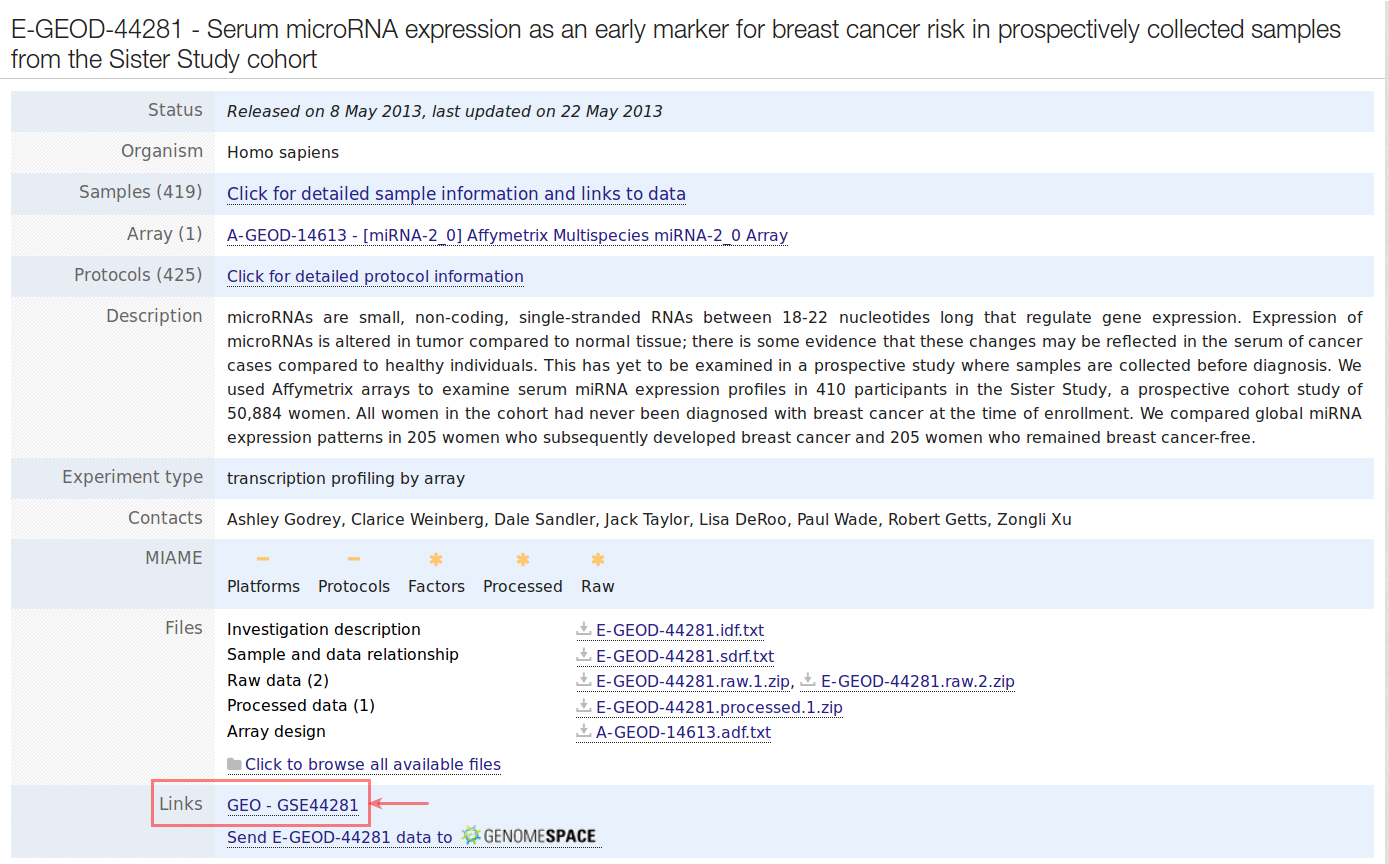 E-GEOD-44281 - Serum microRNA expression as an early marker for breast cancer risk in prospectively collected samples
from the Sister Study cohort
Status Released on 8 May 2013, last updated on 22 May 2013
Organism Homo sapiens
Samples (419) Click for detailed sample information and links to data
Array (1) A-GEOD-14613 - [miRNA-2_0] Affymetrix Multispecies miRNA-2_0 Array
Protocols (425) Click for detailed protocol information
Description microRNAs are small, non-coding, single-stranded RNAs between 18-22 nucleotides long that regulate gene expression. Expression of
microRNAs is altered in tumor compared to normal tissue; there is some evidence that these changes may be reflected in the serum of cancer
cases compared to healthy individuals. This has yet to be examined in a prospective study where samples are collected before diagnosis. We
used Affymetrix arrays to examine serum miRNA expression profiles in 410 participants in the Sister Study, a prospective cohort study of
50,884 women. All women in the cohort had never been diagnosed with breast cancer at the time of enrollment. We compared global miRNA
expression patterns in 205 women who subsequently developed breast cancer and 205 women who remained breast cancer-free.
Experiment type transcription profiling by array
Contacts Ashley Godrey, Clarice Weinberg, Dale Sandler, Jack Taylor, Lisa DeRoo, Paul Wade, Robert Getts, Zongli Xu
MIAME
Platforms Protocols Factors Processed Raw
Files Investigation description E-GEOD-44281.idf.txt
Sample and data relationship E-GEOD-44281.sdrf.txt
Raw data (2) E-GEOD-44281.raw.1.zip, E-GEOD-44281.raw.2.zip
Processed data (1) E-GEOD-44281.processed.1.zip
Array design A-GEOD-14613.adf.txt
Click to browse all available files
Links GEO - GSE44281
Send E-GEOD-44281 data to GENOMESPACE